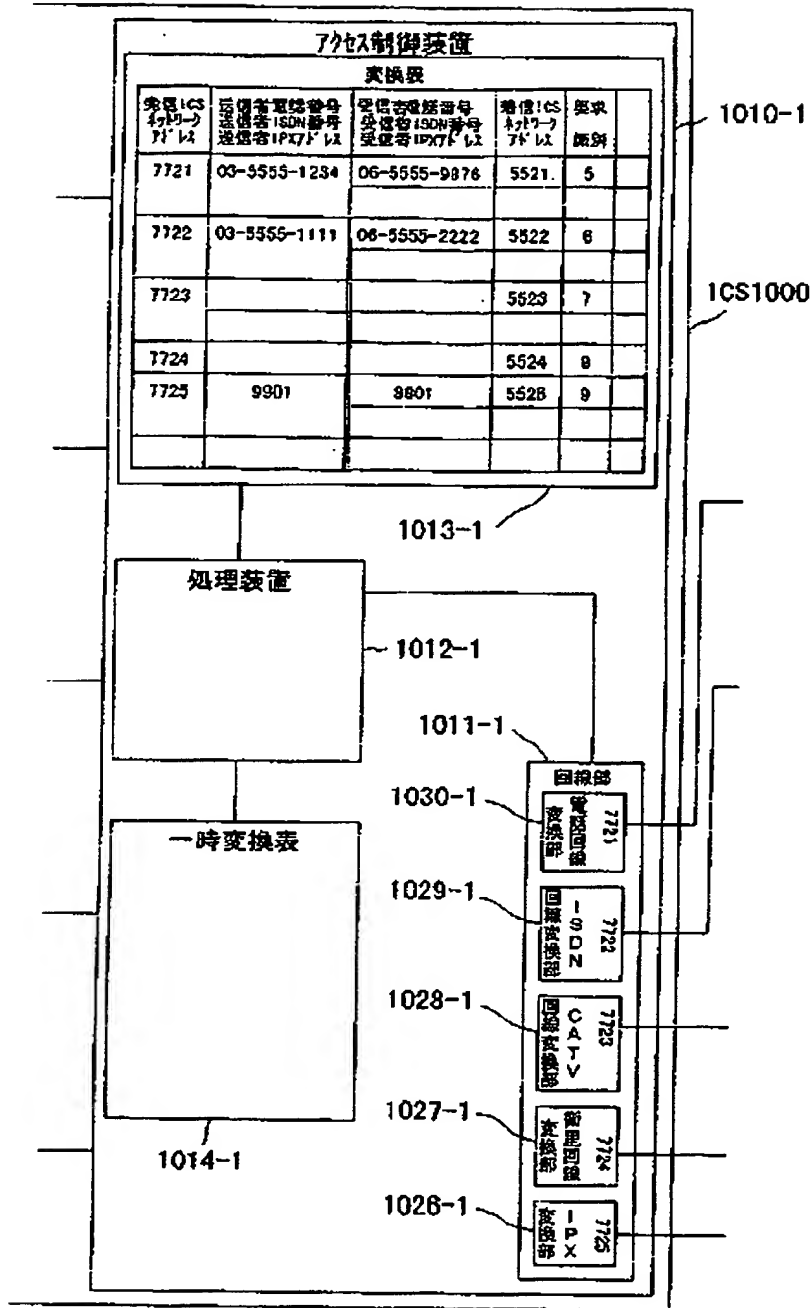 アクセス制御装置
変換表
発信ICS
ネットワーク
アドレス
送信者電話番号
送信者ISDN番号
送信者IPXアドレス
受信者電話番号
受信者ISDN番号
受信者IPXアドレス
着信ICS
ネットワーク
アドレス
要求
識別
7721 03-5555-1234 06-5555-9876 5521 5
7722 03-5555-1111 06-5555-2222 5522 6
7723 5523 7
7724 5524 8
7725 9901 8801 5525 9
1010-1
ICS1000
1013-1
処理装置
1012-1
1011-1
回線部
1030-1
電話回線
変換部
7721
一時変換表
1029-1
ISDN
回線変換部
7722
1028-1
CATV
回線変換部
7723
1027-1
衛星回線
変換部
7724
1026-1
IPX
変換部
7725
1014-1